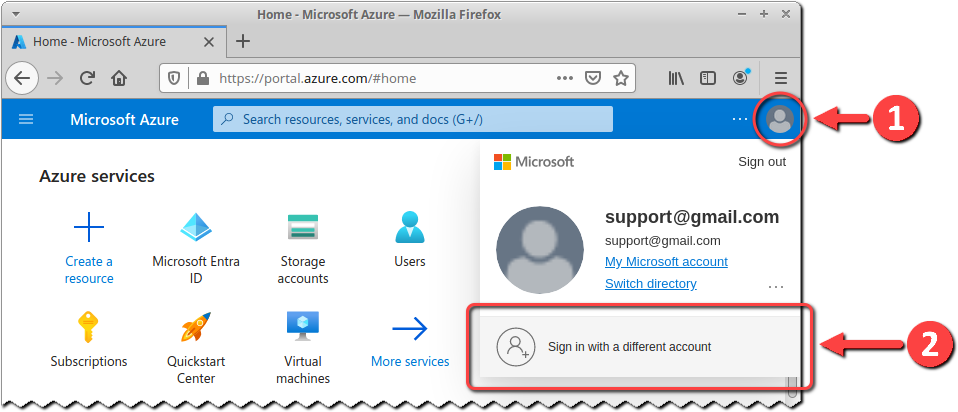 Home - Microsoft Azure — Mozilla Firefox
Home - Microsoft Azure
https://portal.azure.com/#home
Microsoft Azure
Search resources, services, and docs (G+/)
1
Microsoft
Sign out
Azure services
support@gmail.com
support@gmail.com
My Microsoft account
Switch directory
Create a
resource
Microsoft Entra
ID
Storage
accounts
Users
Sign in with a different account
2
Subscriptions
Quickstart
Center
Virtual
machines
More services